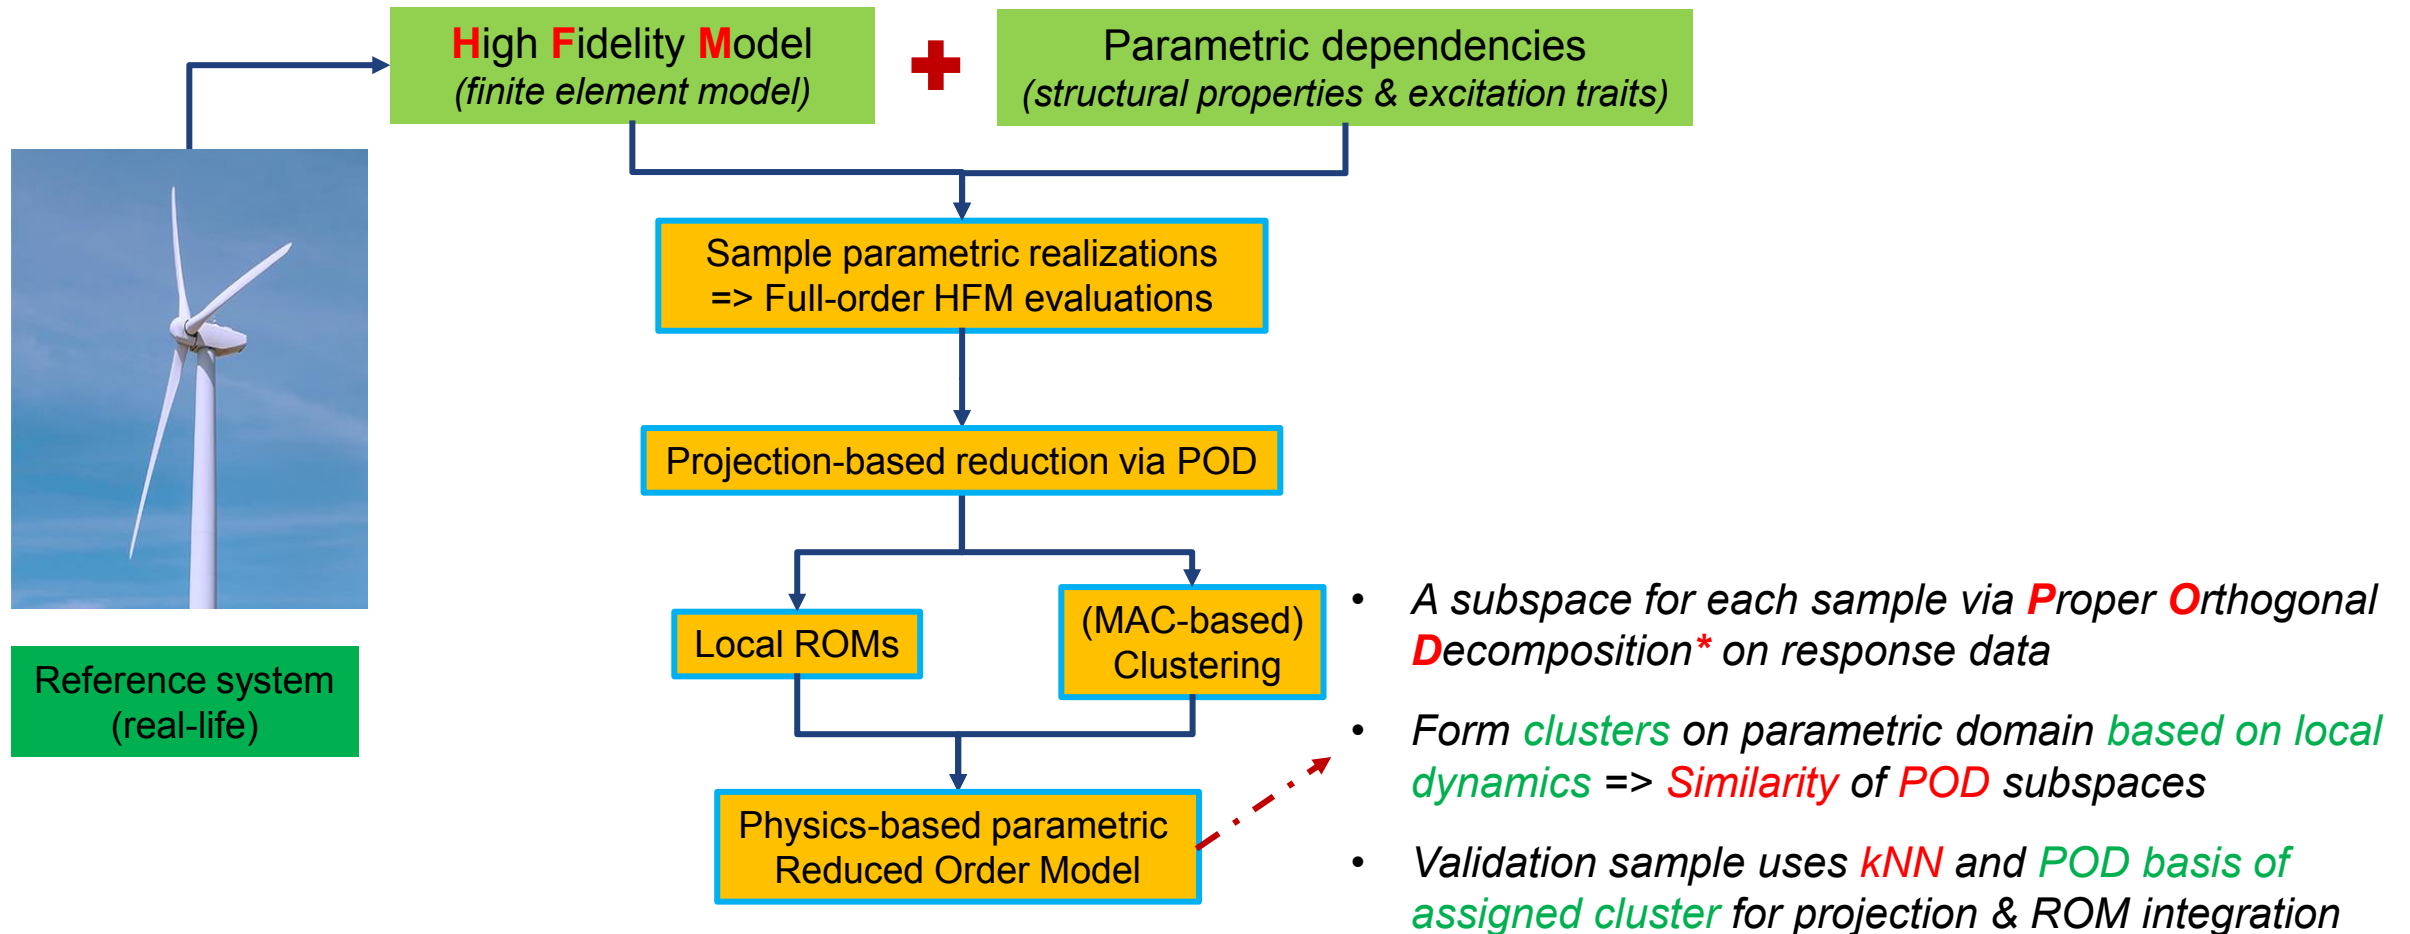 High Fidelity Model
(finite element model)
Parametric dependencies
(structural properties & excitation traits)
Sample parametric realizations
=> Full-order HFM evaluations
Projection-based reduction via POD
Local ROMs
(MAC-based)
Clustering
Physics-based parametric
Reduced Order Model
Reference system
(real-life)
• A subspace for each sample via Proper Orthogonal
Decomposition* on response data
• Form clusters on parametric domain based on local
dynamics => Similarity of POD subspaces
• Validation sample uses kNN and POD basis of
assigned cluster for projection & ROM integration